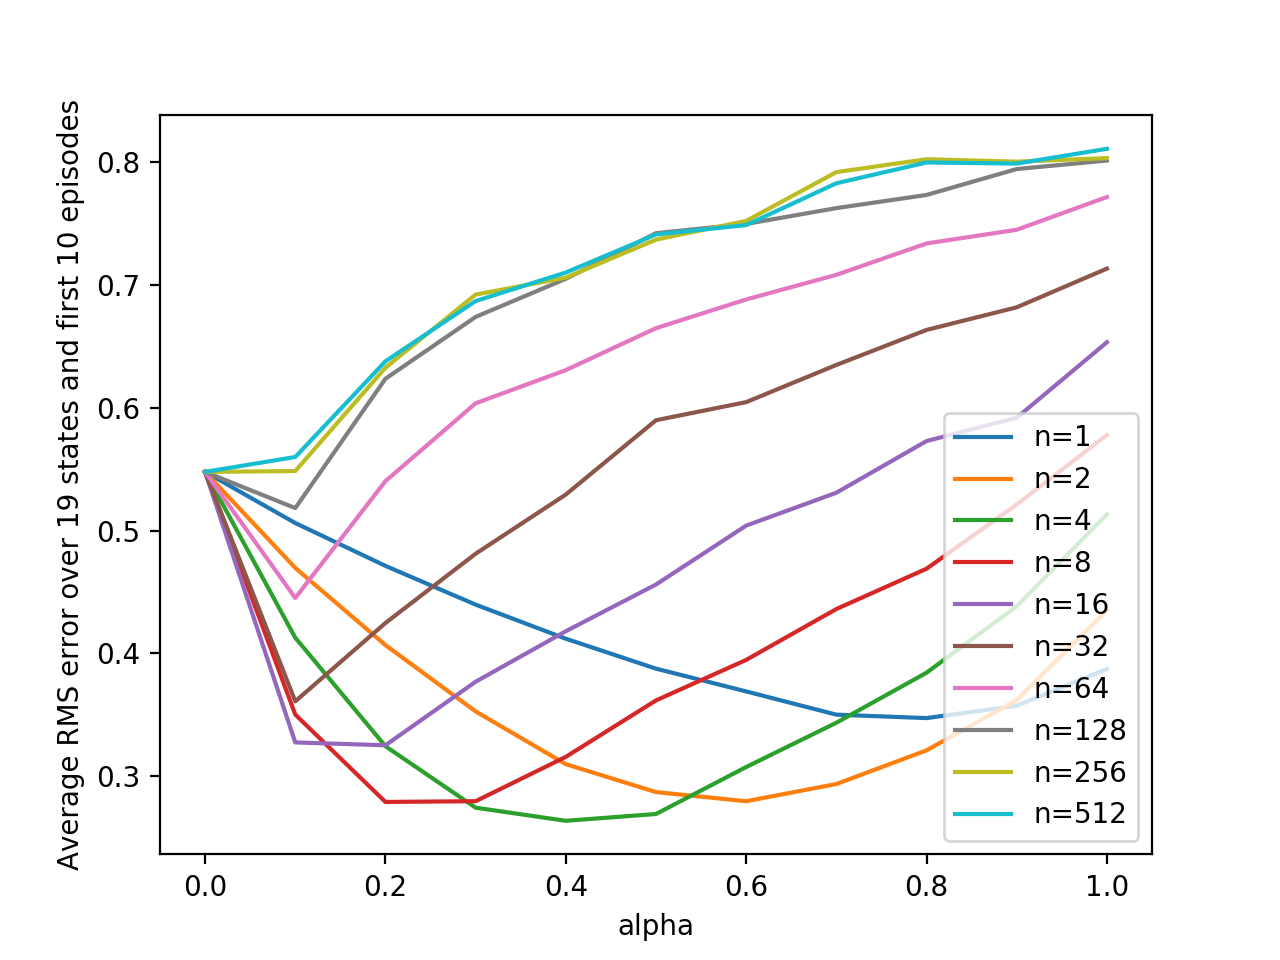 Average RMS error over 19 states and first 10 episodes
0.8
0.7
0.6
0.5
0.4
0.3
0.0 0.2 0.4 0.6 0.8 1.0
alpha
n=1
n=2
n=4
n=8
n=16
n=32
n=64
n=128
n=256
n=512